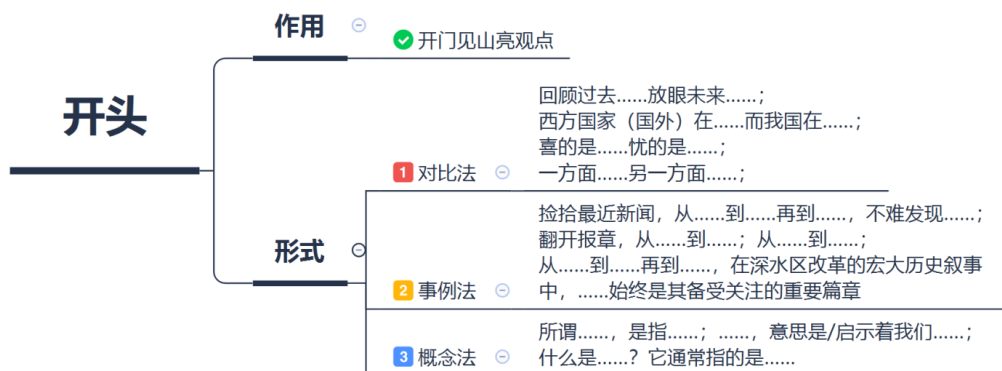 开头
作用
开门见山亮观点
形式
1 对比法
回顾过去......放眼未来......；
西方国家（国外）在......而我国在......；
喜的是......忧的是......；
一方面......另一方面......；
2 事例法
捡拾最近新闻，从......到......再到......，不难发现......；
翻开报章，从......到......；从......到......；
从......到......再到......，在深水区改革的宏大历史叙事
中，......始终是其备受关注的重要篇章
3 概念法
所谓......，是指......；......，意思是/启示着我们......；
什么是......？它通常指的是......